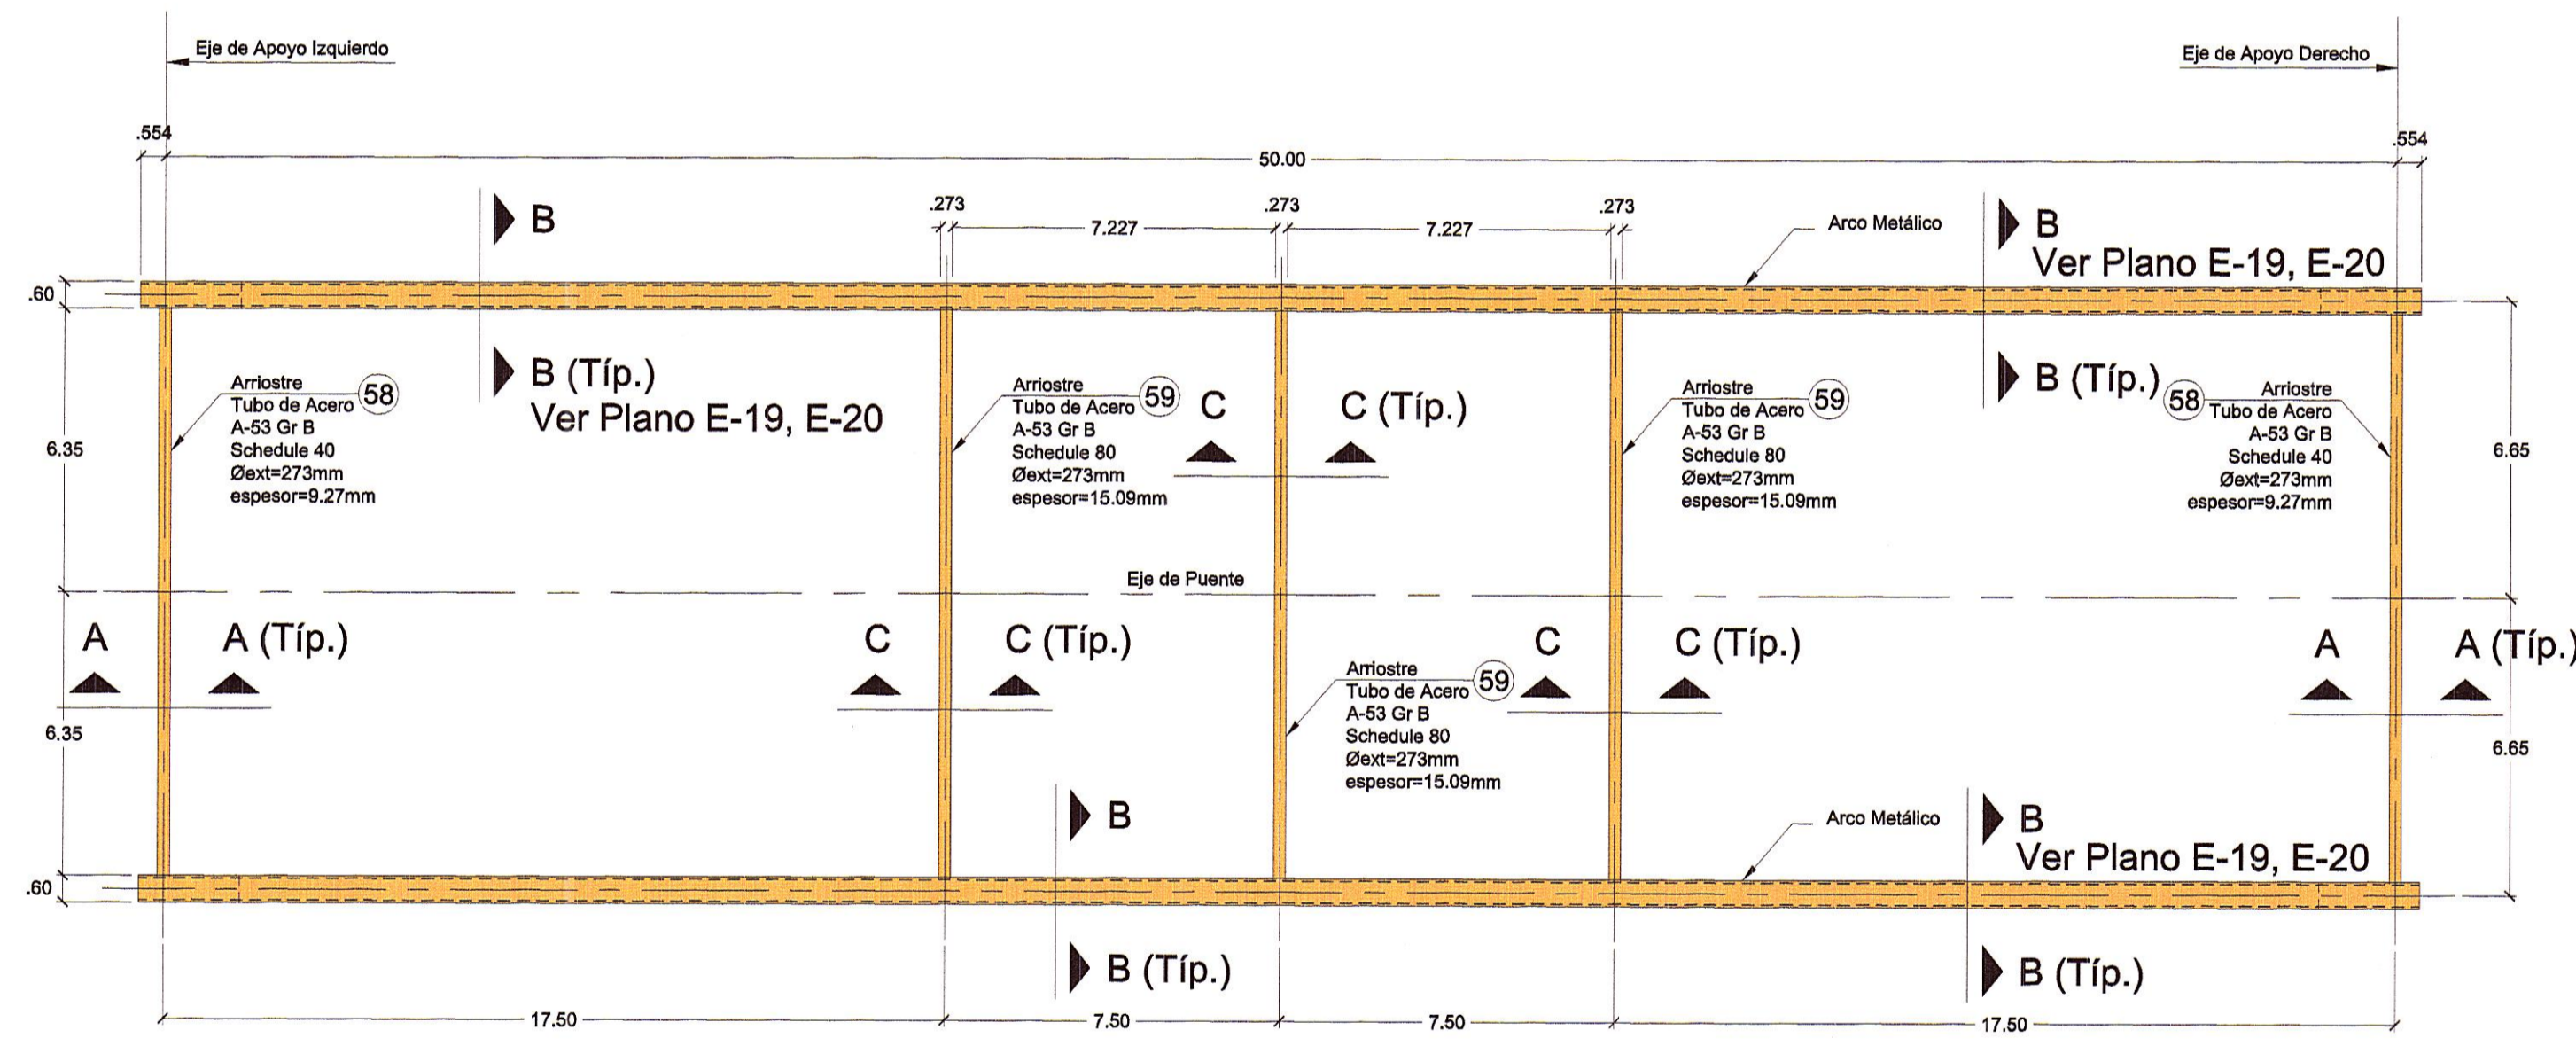 Eje de Apoyo Izquierdo
Eje de Apoyo Derecho
.554
50.00
.554
.273
.273
.273
7.227
7.227
B
Arco Metálico
B
Ver Plano E-19, E-20
.60
B (Típ.)
Ver Plano E-19, E-20
B (Típ.)
6.35
Arriostre
58
Tubo de Acero
A-53 Gr B
Schedule 40
Øext=273mm
espesor=9.27mm
Arriostre
59
Tubo de Acero
A-53 Gr B
Schedule 80
Øext=273mm
espesor=15.09mm
C
C (Típ.)
Arriostre
59
Tubo de Acero
A-53 Gr B
Schedule 80
Øext=273mm
espesor=15.09mm
58
Arriostre
Tubo de Acero
A-53 Gr B
Schedule 40
Øext=273mm
espesor=9.27mm
6.65
Eje de Puente
A
A (Típ.)
C
C (Típ.)
C
C (Típ.)
A
A (Típ.)
6.35
Arriostre
59
Tubo de Acero
A-53 Gr B
Schedule 80
Øext=273mm
espesor=15.09mm
6.65
B
Arco Metálico
B
Ver Plano E-19, E-20
.60
B (Típ.)
B (Típ.)
17.50
7.50
7.50
17.50